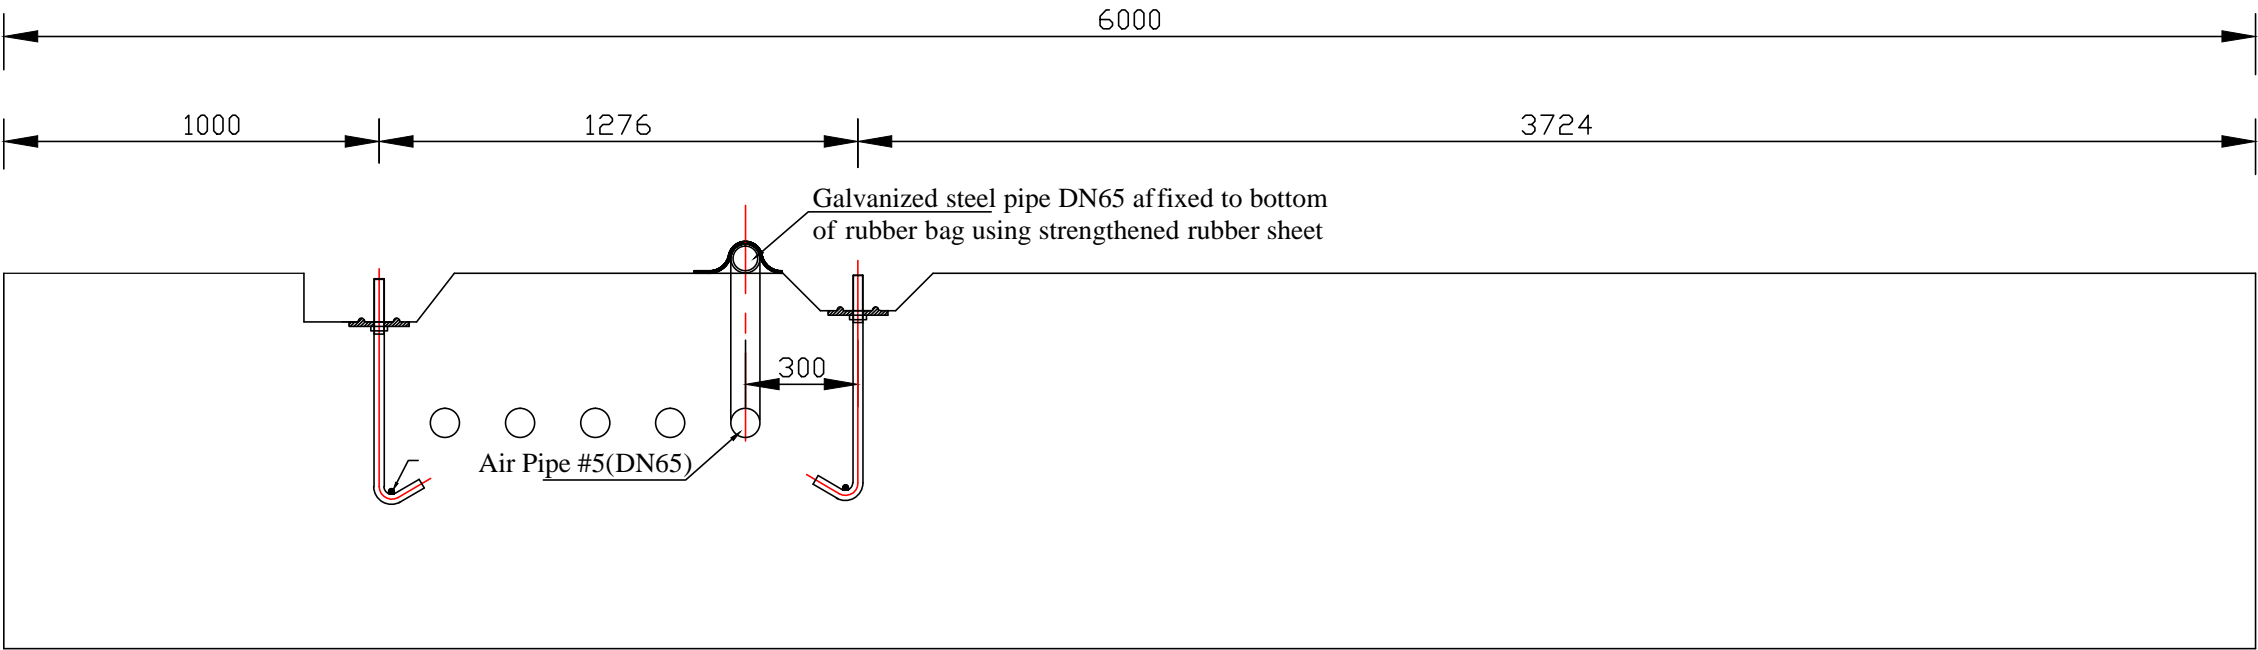 6000
1000
1276
3724
Galvanized steel pipe DN65 affixed to bottom
of rubber bag using strengthened rubber sheet
300
Air Pipe #5(DN65)